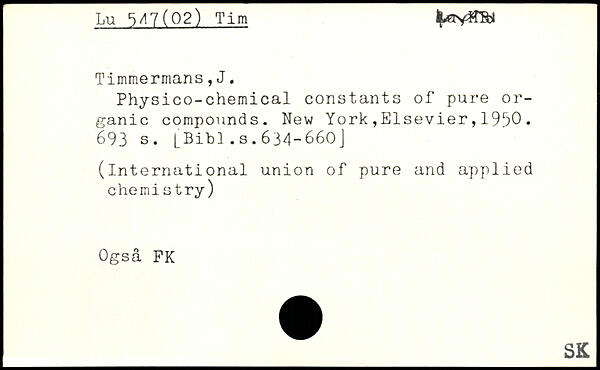 Lu 547(02) Tim
Timmermans,J.
Physico-chemical constants of pure or-
ganic compounds. New York,Elsevier,1950.
693 s. [Bibl.s.634-660]
(International union of pure and applied
chemistry)
Også FK
SK